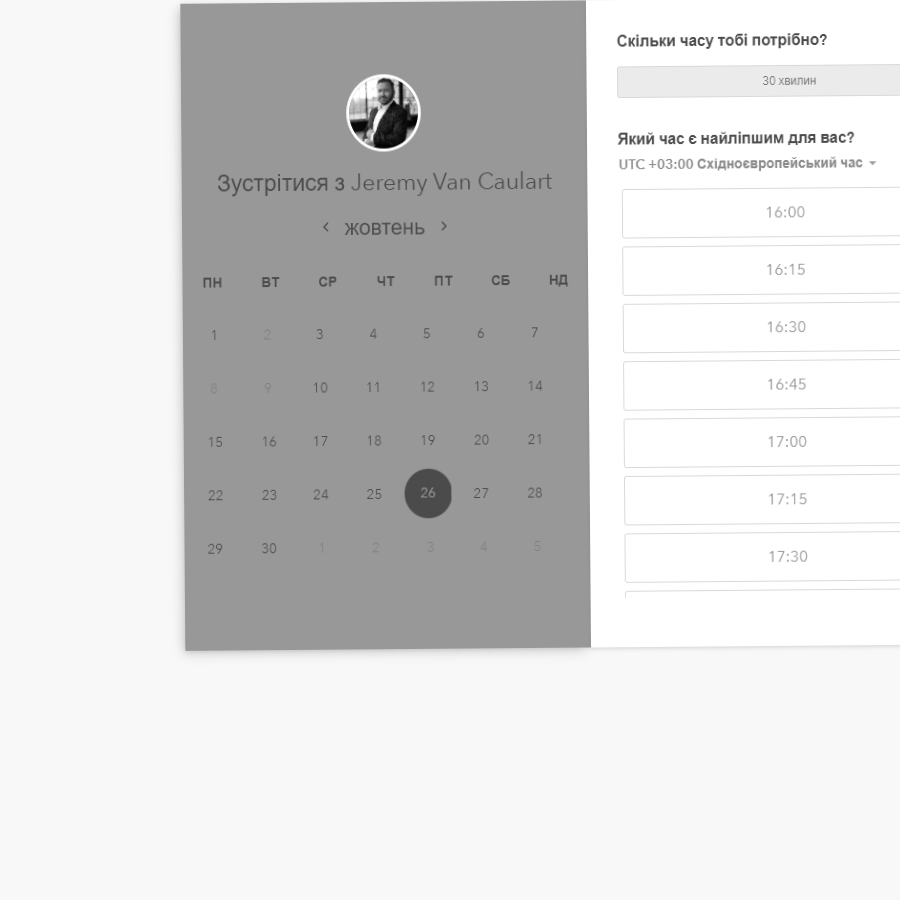 Зустрітися з Jeremy Van Caulart
жовтень
ПН ВТ СР ЧТ ПТ СБ НД
1 2 3 4 5 6 7
8 9 10 11 12 13 14
15 16 17 18 19 20 21
22 23 24 25 26 27 28
29 30 1 2 3 4 5
Скільки часу тобі потрібно?
30 хвилин
Який час є найліпшим для вас?
UTC +03:00 Східноєвропейський час
16:00
16:15
16:30
16:45
17:00
17:15
17:30